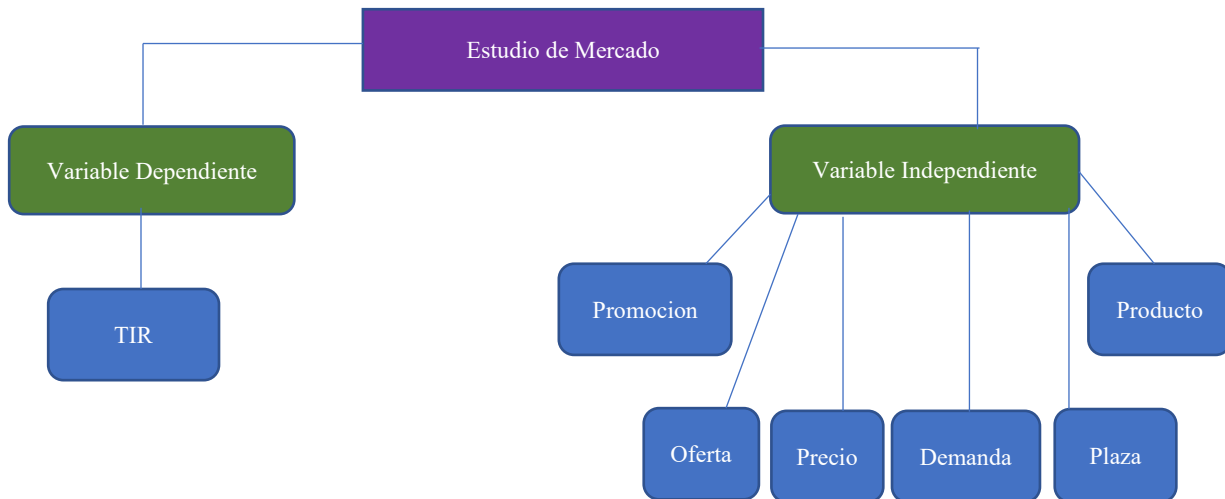 Estudio de Mercado
Variable Dependiente
Variable Independiente
Promocion
Producto
TIR
Oferta
Precio
Demanda
Plaza